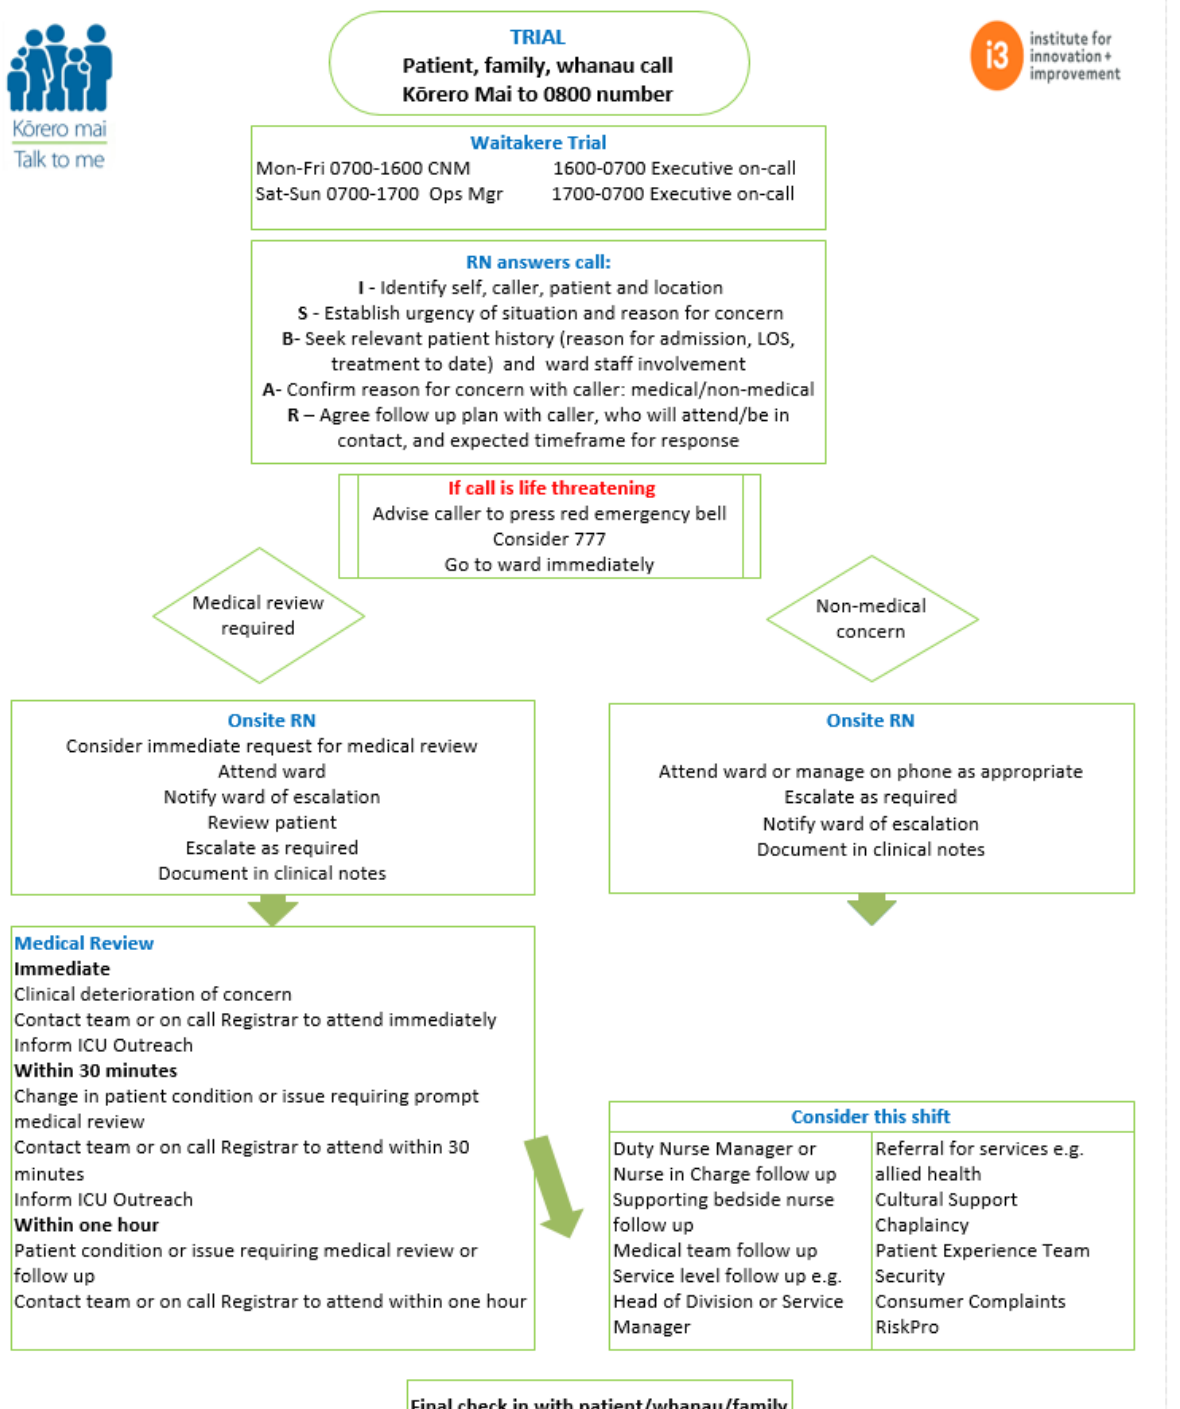 Kōrero mai
Talk to me
TRIAL
Patient, family, whanau call
Kōrero Mai to 0800 number
i3
institute for
innovation+
improvement
Waitakere Trial
Mon-Fri 0700-1600 CNM 1600-0700 Executive on-call
Sat-Sun 0700-1700 Ops Mgr 1700-0700 Executive on-call
RN answers call:
I - Identify self, caller, patient and location
S - Establish urgency of situation and reason for concern
B- Seek relevant patient history (reason for admission, LOS,
treatment to date) and ward staff involvement
A- Confirm reason for concern with caller: medical/non-medical
R – Agree follow up plan with caller, who will attend/be in
contact, and expected timeframe for response
If call is life threatening
Advise caller to press red emergency bell
Consider 777
Go to ward immediately
Medical review
required
Non-medical
concern
Onsite RN
Consider immediate request for medical review
Attend ward
Notify ward of escalation
Review patient
Escalate as required
Document in clinical notes
Onsite RN
Attend ward or manage on phone as appropriate
Escalate as required
Notify ward of escalation
Document in clinical notes
Medical Review
Immediate
Clinical deterioration of concern
Contact team or on call Registrar to attend immediately
Inform ICU Outreach
Within 30 minutes
Change in patient condition or issue requiring prompt
medical review
Contact team or on call Registrar to attend within 30
minutes
Inform ICU Outreach
Within one hour
Patient condition or issue requiring medical review or
follow up
Contact team or on call Registrar to attend within one hour
Consider this shift
Duty Nurse Manager or
Nurse in Charge follow up
Supporting bedside nurse
follow up
Medical team follow up
Service level follow up e.g.
Head of Division or Service
Manager
Referral for services e.g.
allied health
Cultural Support
Chaplaincy
Patient Experience Team
Security
Consumer Complaints
RiskPro
Final check in with patient/whanau/family